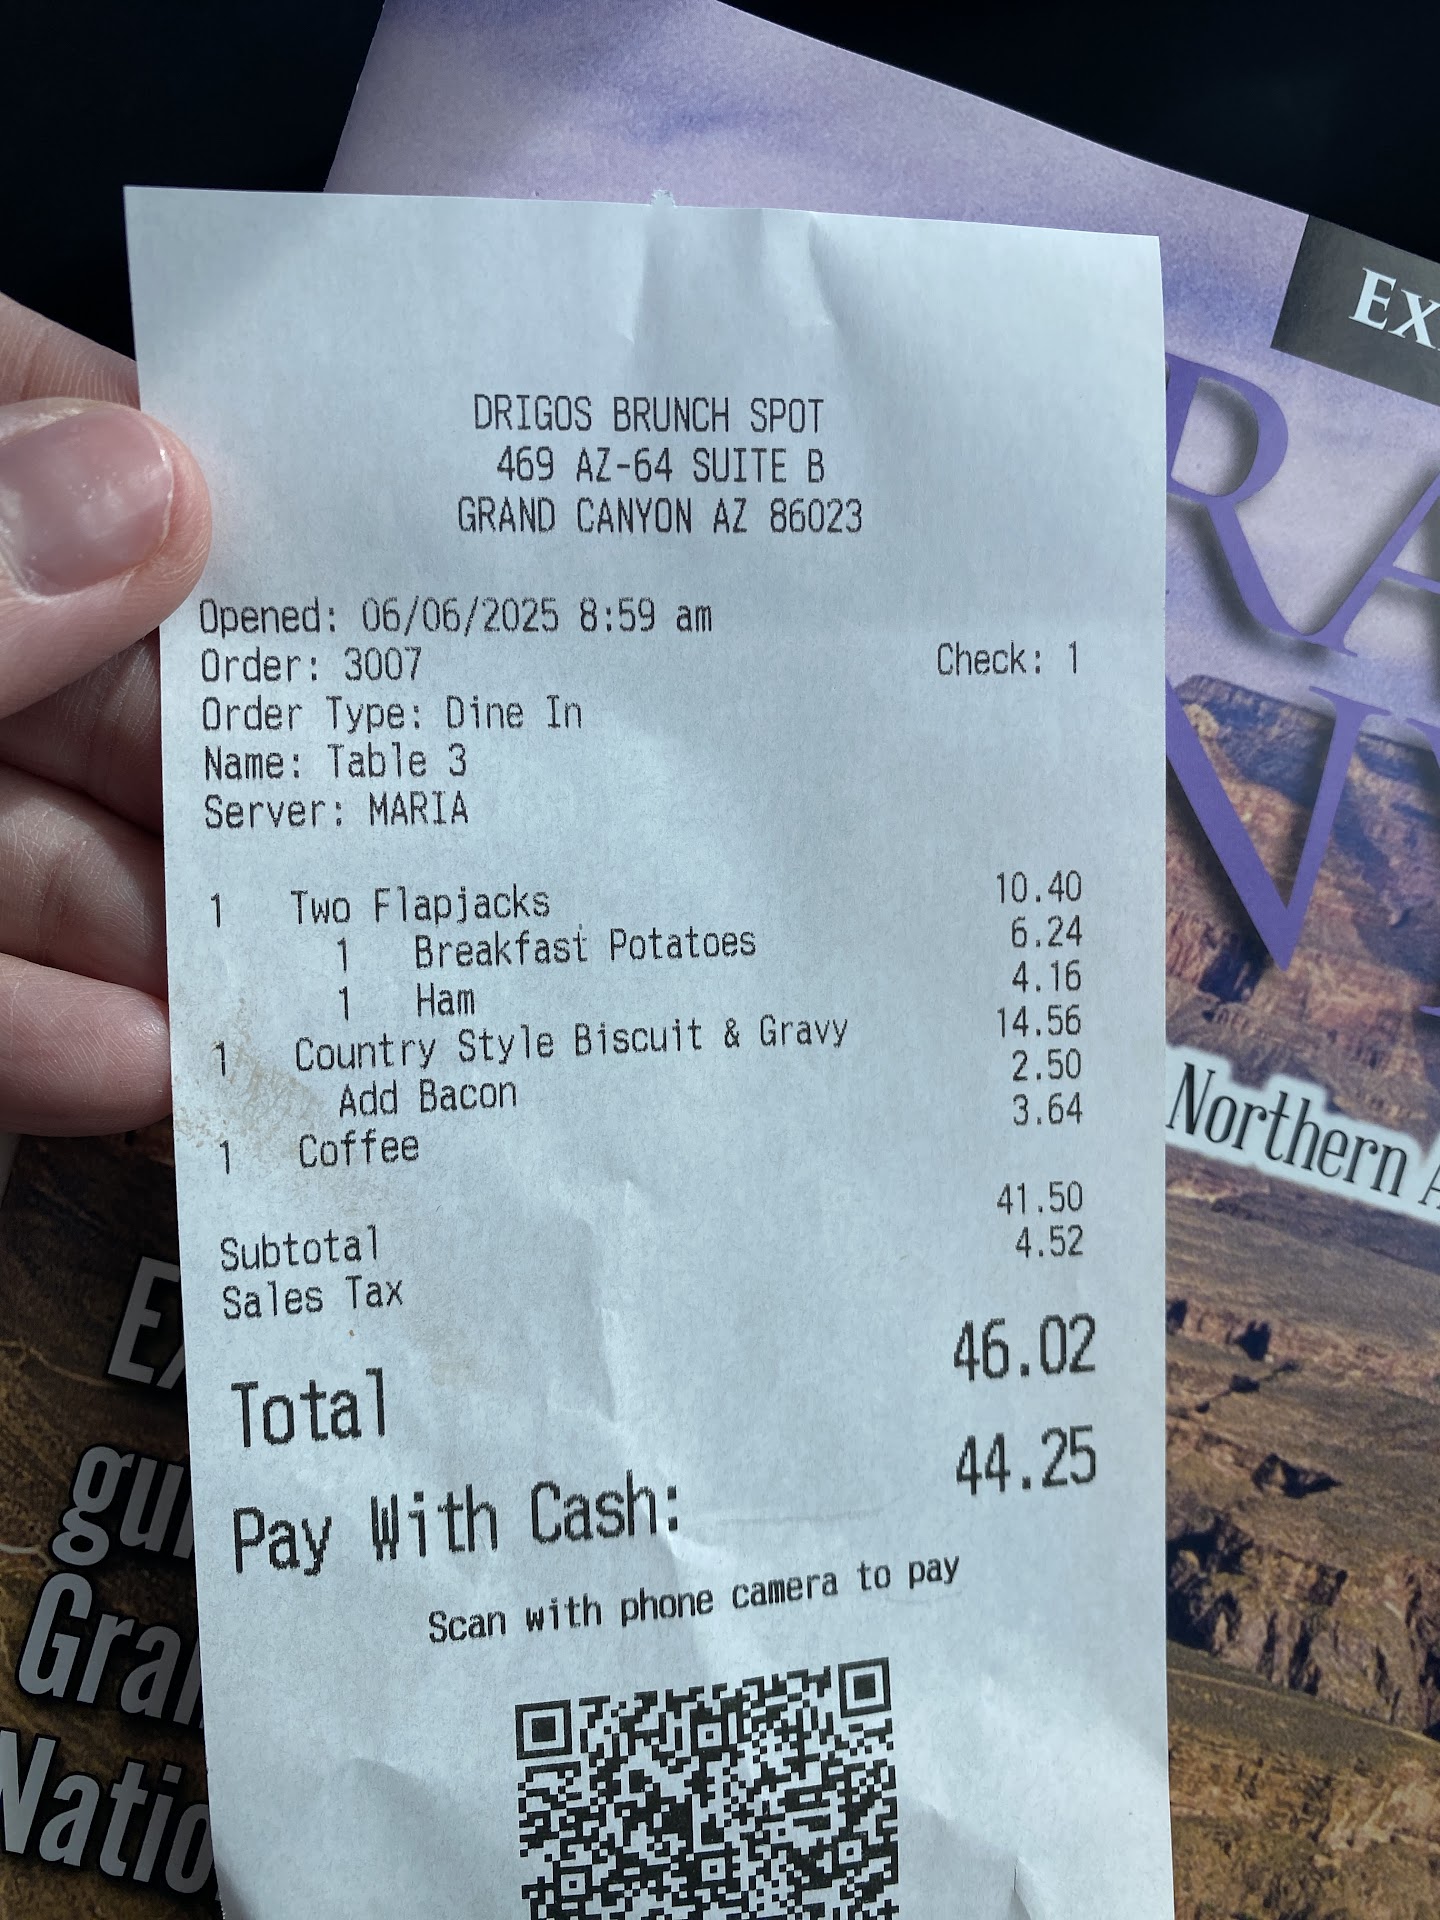 DRIGOS BRUNCH SPOT
469 AZ-64 SUITE B
GRAND CANYON AZ 86023
Opened: 06/06/2025 8:59 am
Order: 3007 Check: 1
Order Type: Dine In
Name: Table 3
Server: MARIA
1 Two Flapjacks 10.40
1 Breakfast Potatoes 6.24
1 Ham 4.16
1 Country Style Biscuit & Gravy 14.56
Add Bacon 2.50
1 Coffee 3.64
Subtotal 41.50
Sales Tax 4.52
Total 46.02
Pay With Cash: 44.25
Scan with phone camera to pay
Northern